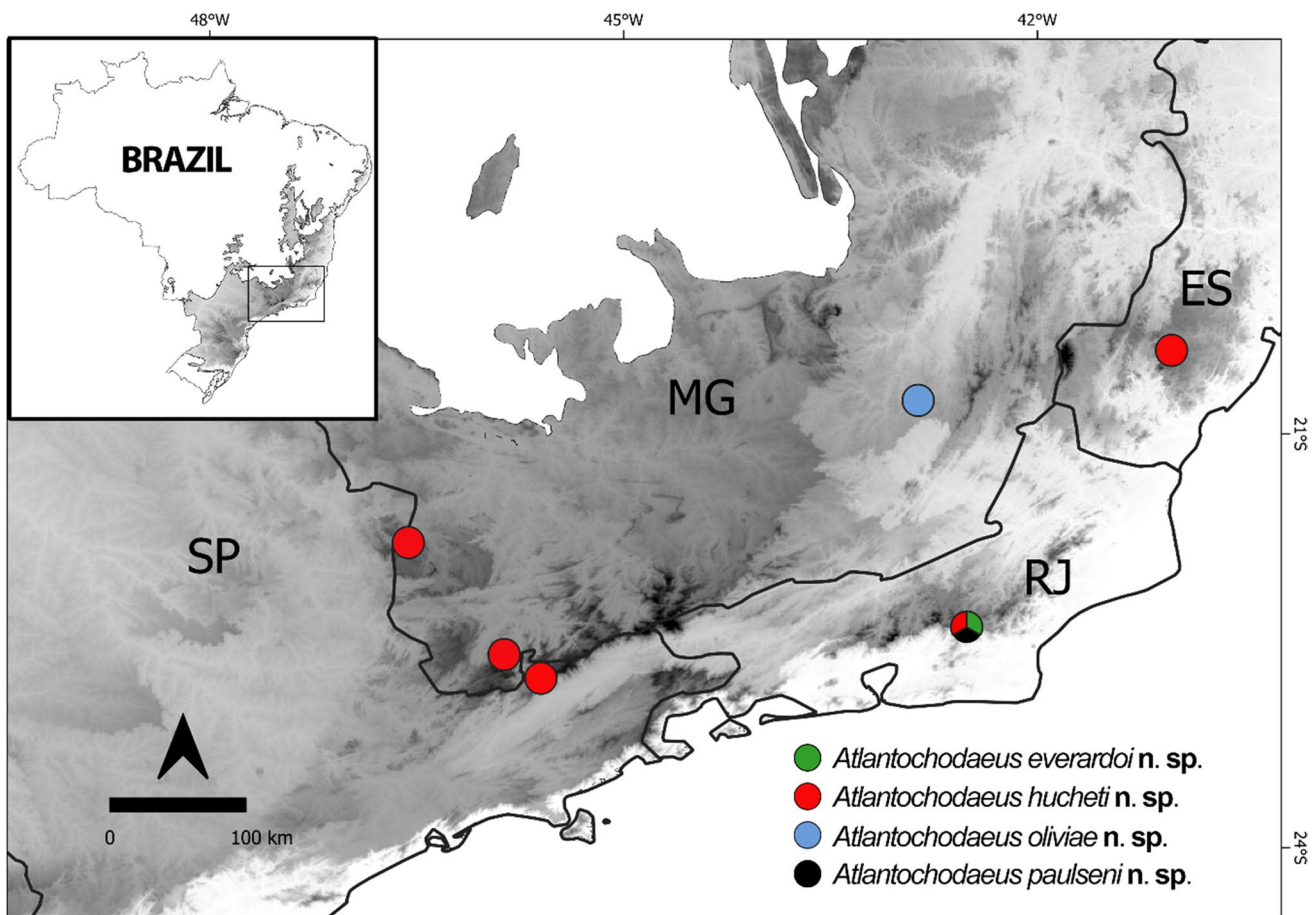 48°W
45°W
42°W
BRAZIL
ES
MG
21°S
SP
RJ
Atlantochodaeus everardoi n. sp.
Atlantochodaeus hucheti n. sp.
0
100 km
Atlantochodaeus oliviae n. sp.
24°S
Atlantochodaeus paulseni n. sp.